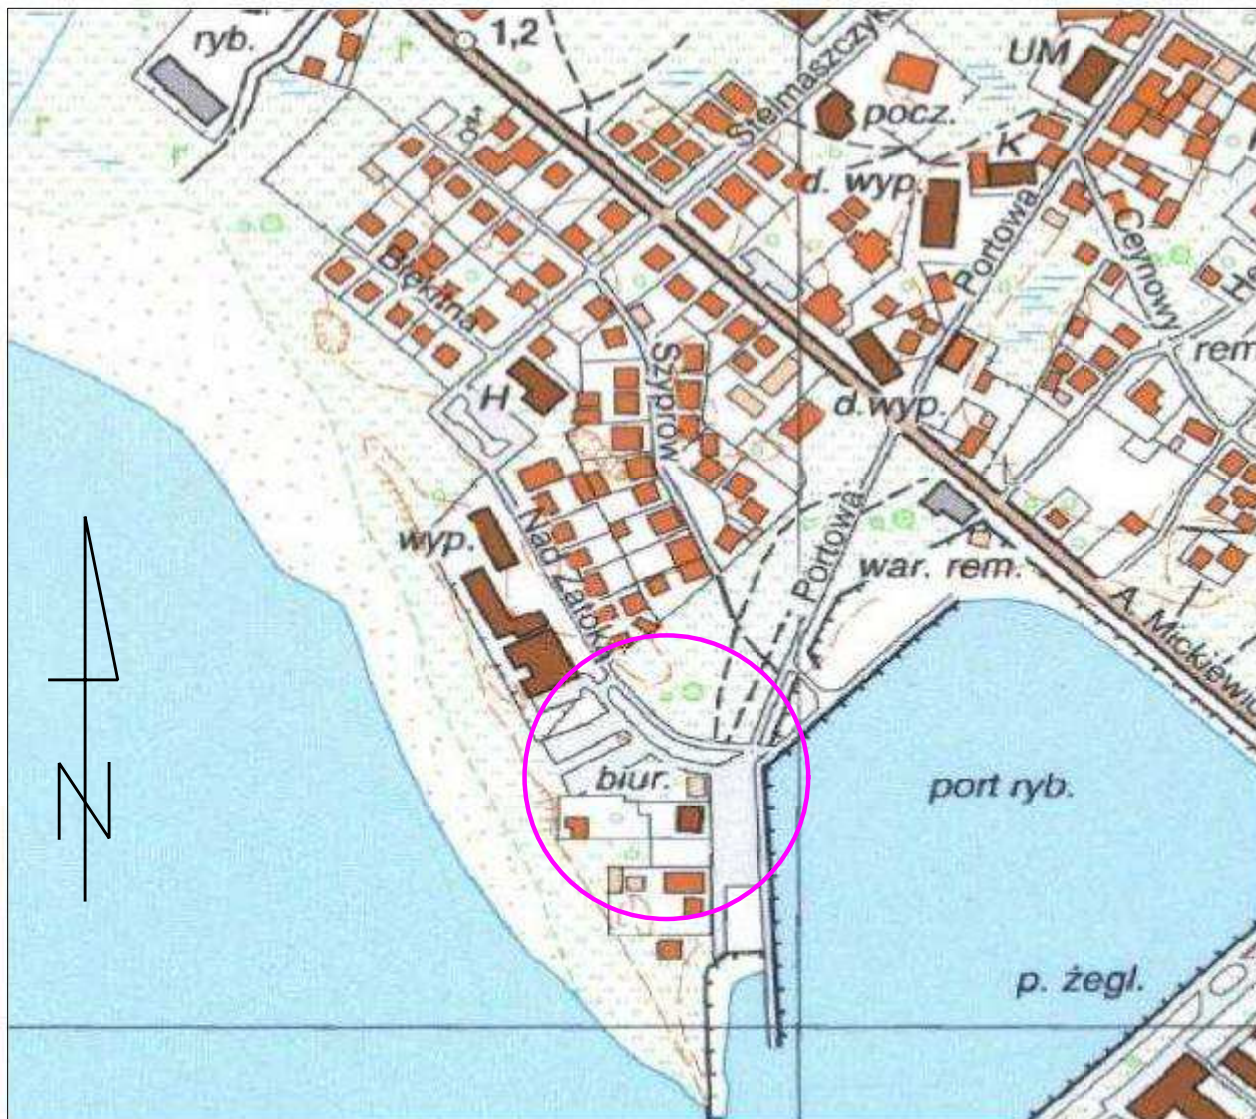 ryb.
1,2
Stelmaszczyk
UM
pocz.
K
d. wyp.
Portowa
Ceynowy
Błękitna
rem
H
Szyprów
d. wyp.
wyp.
Nad Zatoką
Portowa
war. rem.
A. Mickiewic
biur.
port ryb.
N
p. żegl.